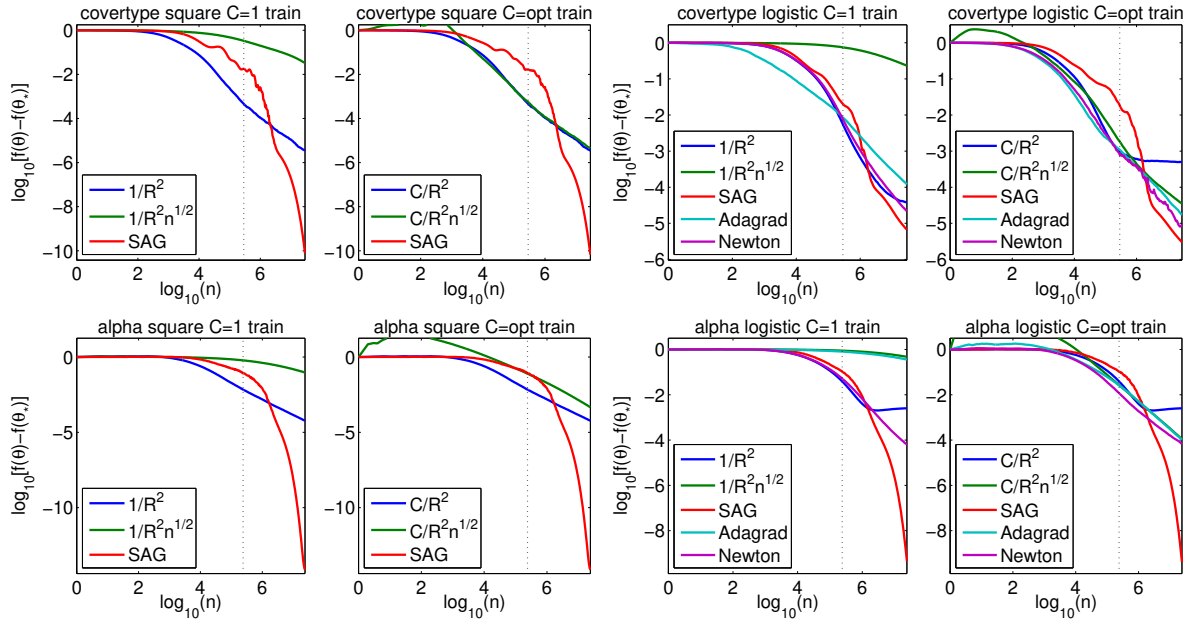 covertype square C=1 train
log₁₀[f(θ)−f(θ*)]
0
−2
−4
−6
−8
−10
1/R²
1/R²n^{1/2}
SAG
0 2 4 6
log₁₀(n)
covertype square C=opt train
0
−2
−4
−6
−8
−10
C/R²
C/R²n^{1/2}
SAG
0 2 4 6
log₁₀(n)
covertype logistic C=1 train
log₁₀[f(θ)−f(θ*)]
0
−1
−2
−3
−4
−5
−6
1/R²
1/R²n^{1/2}
SAG
Adagrad
Newton
0 2 4 6
log₁₀(n)
covertype logistic C=opt train
0
−1
−2
−3
−4
−5
−6
C/R²
C/R²n^{1/2}
SAG
Adagrad
Newton
0 2 4 6
log₁₀(n)
alpha square C=1 train
log₁₀[f(θ)−f(θ*)]
0
−5
−10
1/R²
1/R²n^{1/2}
SAG
0 2 4 6
log₁₀(n)
alpha square C=opt train
0
−5
−10
C/R²
C/R²n^{1/2}
SAG
0 2 4 6
log₁₀(n)
alpha logistic C=1 train
log₁₀[f(θ)−f(θ*)]
0
−2
−4
−6
−8
1/R²
1/R²n^{1/2}
SAG
Adagrad
Newton
0 2 4 6
log₁₀(n)
alpha logistic C=opt train
0
−2
−4
−6
−8
C/R²
C/R²n^{1/2}
SAG
Adagrad
Newton
0 2 4 6
log₁₀(n)